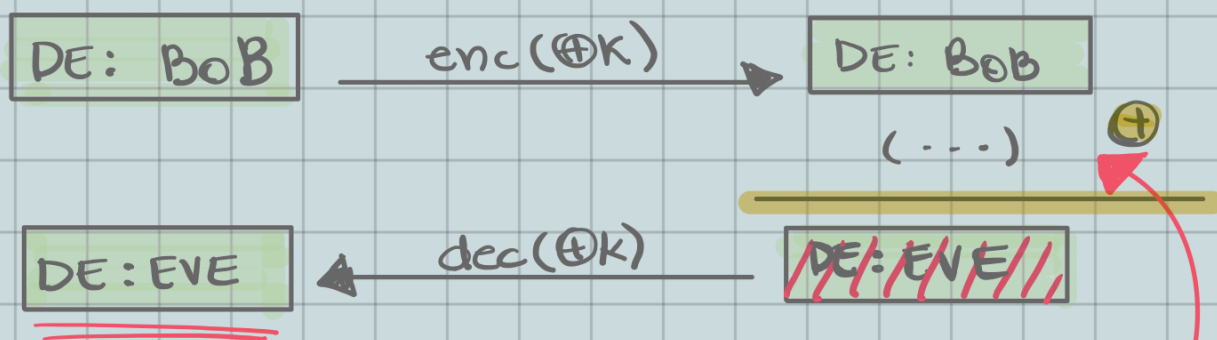 DE: BOB
enc(⊕K)
DE: BOB
(...)
⊕
DE: EVE
dec(⊕K)
DE: EVE